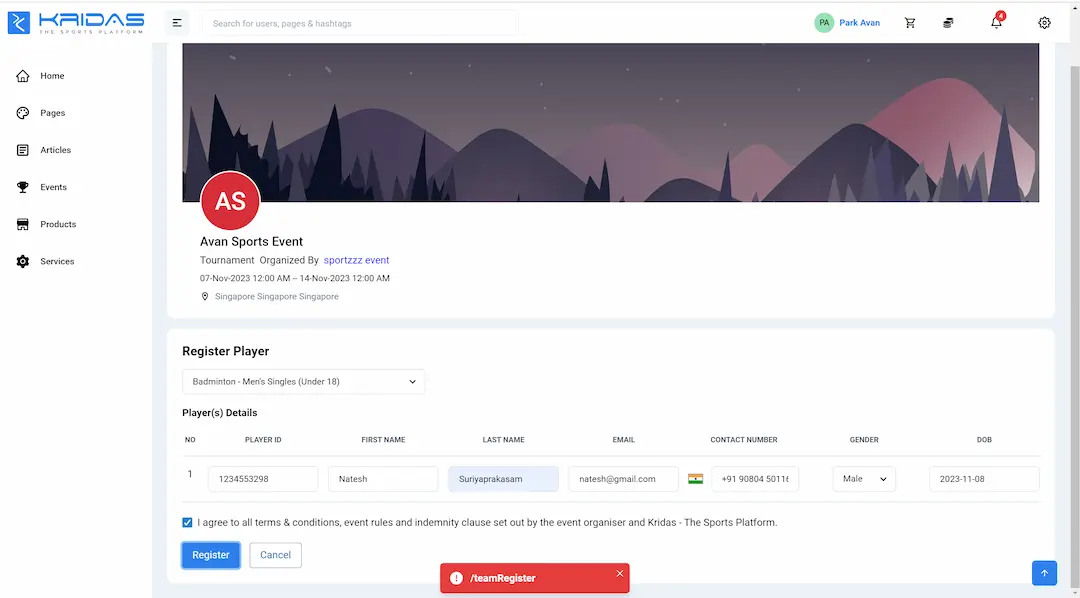 KRIDAS
THE SPORTS PLATFORM
Search for users, pages & hashtags
PA Park Avan
4
Home
Pages
Articles
Events
Products
Services
AS
Avan Sports Event
Tournament Organized By sportzzz event
07-Nov-2023 12:00 AM – 14-Nov-2023 12:00 AM
Singapore Singapore Singapore
Register Player
Badminton - Men's Singles (Under 18)
Player(s) Details
NO PLAYER ID FIRST NAME LAST NAME EMAIL CONTACT NUMBER GENDER DOB
1 1234553298 Natesh Suriyaprakasam natesh@gmail.com +91 90804 5011 Male 2023-11-08
I agree to all terms & conditions, event rules and indemnity clause set out by the event organiser and Kridas - The Sports Platform.
Register Cancel
/teamRegister